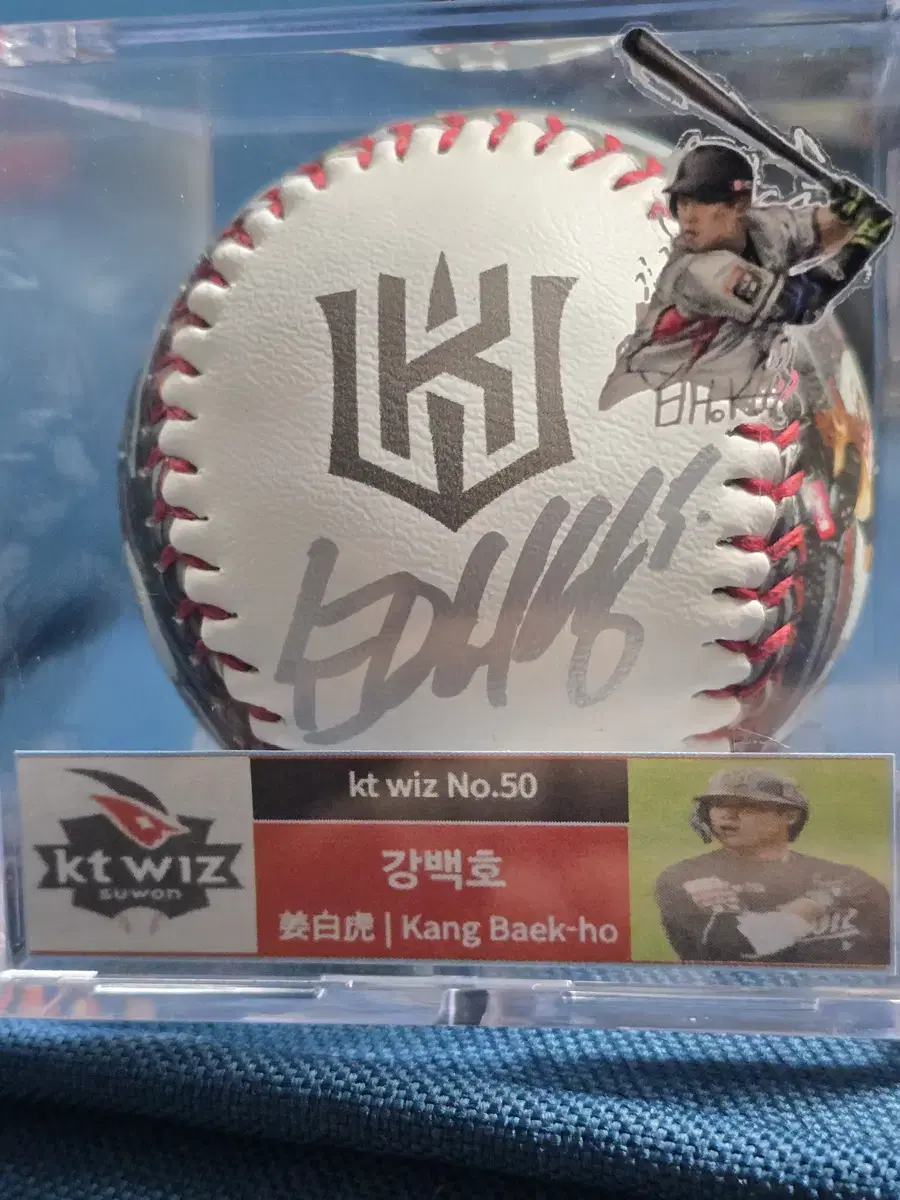 kt wiz No.50
강백호
姜白虎 | Kang Baek-ho
kt wiz
suwon